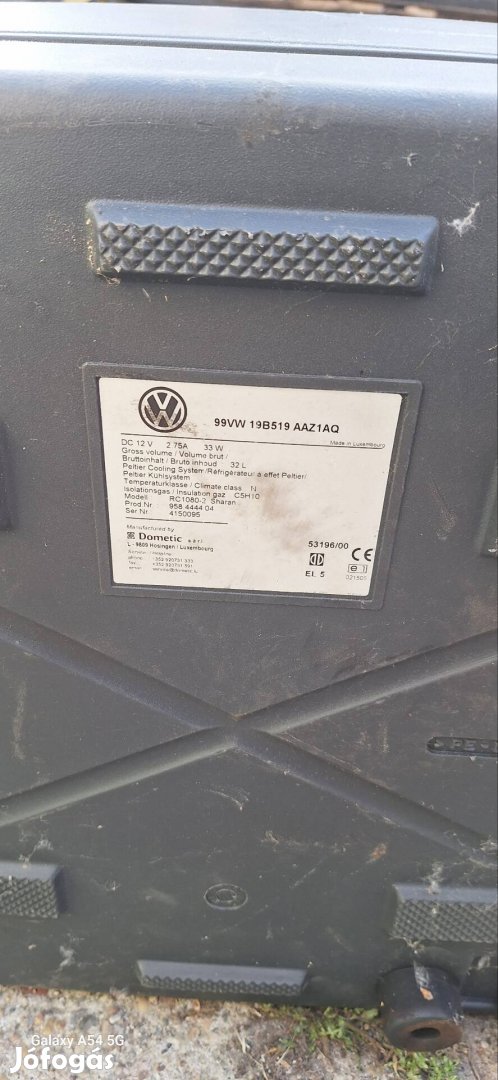 99VW 19B519 AAZ1AQ
Made in Luxembourg
DC 12 V 2 75A 33 W
Gross volume / Volume brut /
Bruttoinhalt / Bruto inhoud 32 L
Peltier Cooling System /Réfrigérateur a effet Peltier/
Peltier Kühlsystem
Temperaturklasse / Climate class N
Isolationsgas / Insulation gaz C5H10
Modell RC1080-2 Sharan
Prod.Nr 958 4444 04
Ser Nr 4150095
Manufactured by
Dometic s a r l
L - 9809 Hosingen / Luxembourg
53196/00
CE
EL 5
021505
Galaxy A54 5G
Jófogás